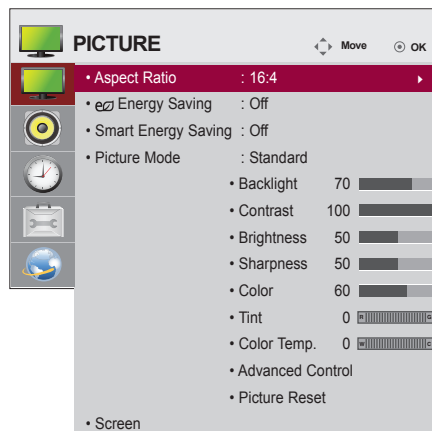 PICTURE Move OK
• Aspect Ratio : 16:4
• Energy Saving : Off
• Smart Energy Saving : Off
• Picture Mode : Standard
• Backlight 70
• Contrast 100
• Brightness 50
• Sharpness 50
• Color 60
• Tint 0 R G
• Color Temp. 0 W C
• Advanced Control
• Picture Reset
• Screen